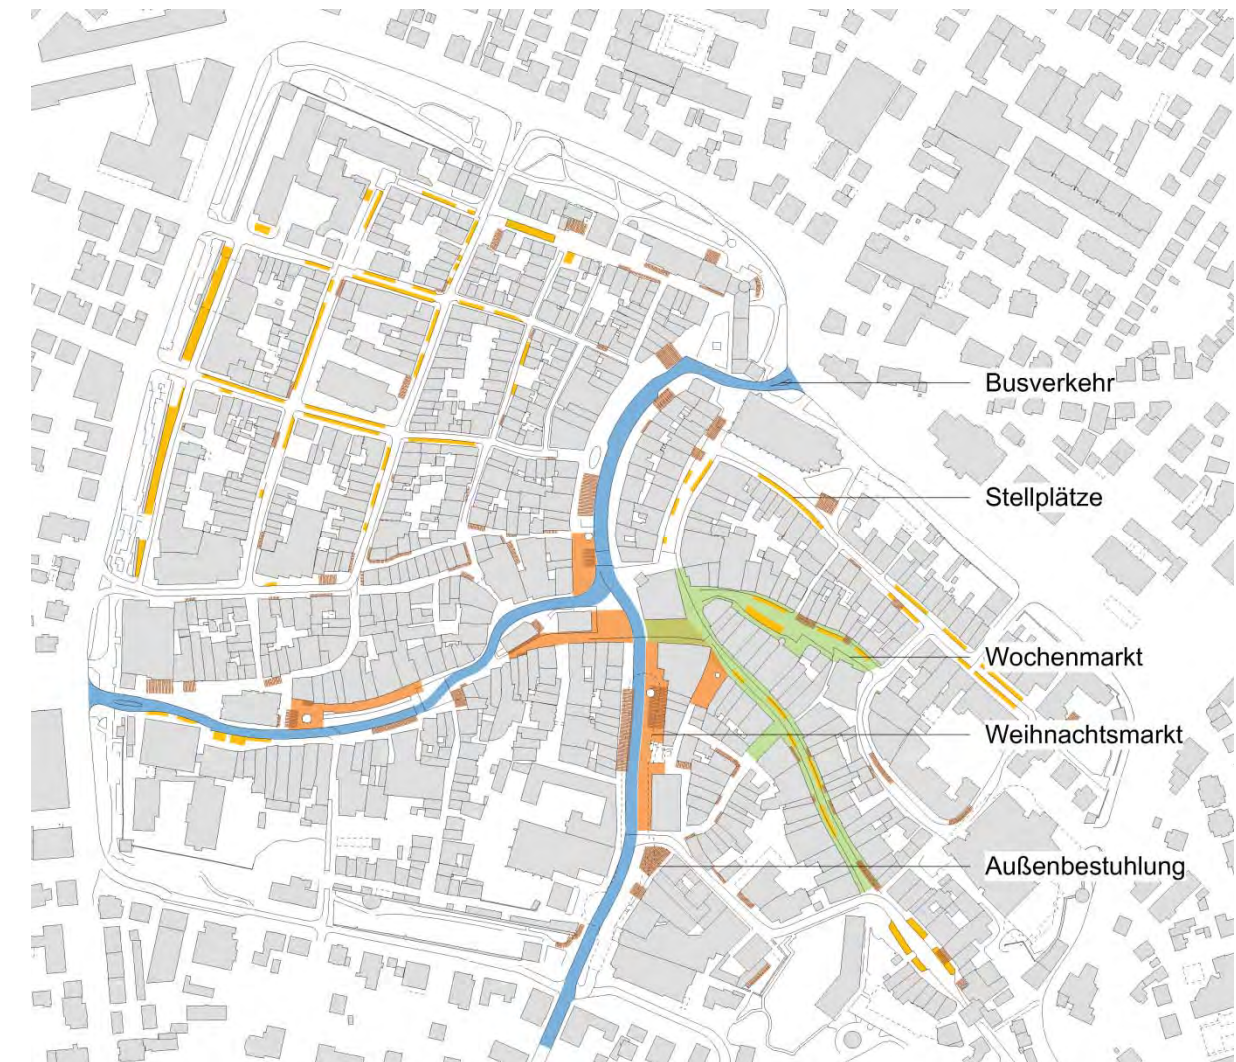 Busverkehr
Stellplätze
Wochenmarkt
Weihnachtsmarkt
Außenbestuhlung